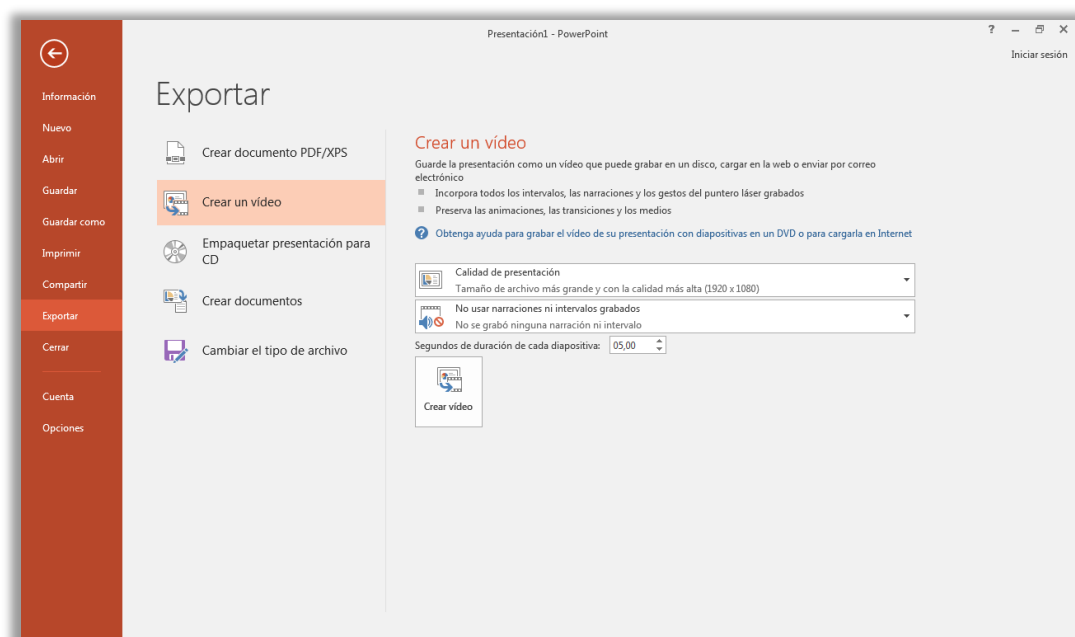 Presentación1 - PowerPoint
?
Iniciar sesión
Información
Nuevo
Abrir
Guardar
Guardar como
Imprimir
Compartir
Exportar
Cerrar
Cuenta
Opciones
Exportar
Crear documento PDF/XPS
Crear un vídeo
Empaquetar presentación para
CD
Crear documentos
Cambiar el tipo de archivo
Crear un vídeo
Guarde la presentación como un vídeo que puede grabar en un disco, cargar en la web o enviar por correo
electrónico
Incorpora todos los intervalos, las narraciones y los gestos del puntero láser grabados
Preserva las animaciones, las transiciones y los medios
? Obtenga ayuda para grabar el vídeo de su presentación con diapositivas en un DVD o para cargarla en Internet
Calidad de presentación
Tamaño de archivo más grande y con la calidad más alta (1920 x 1080)
No usar narraciones ni intervalos grabados
No se grabó ninguna narración ni intervalo
Segundos de duración de cada diapositiva: 05,00
Crear vídeo